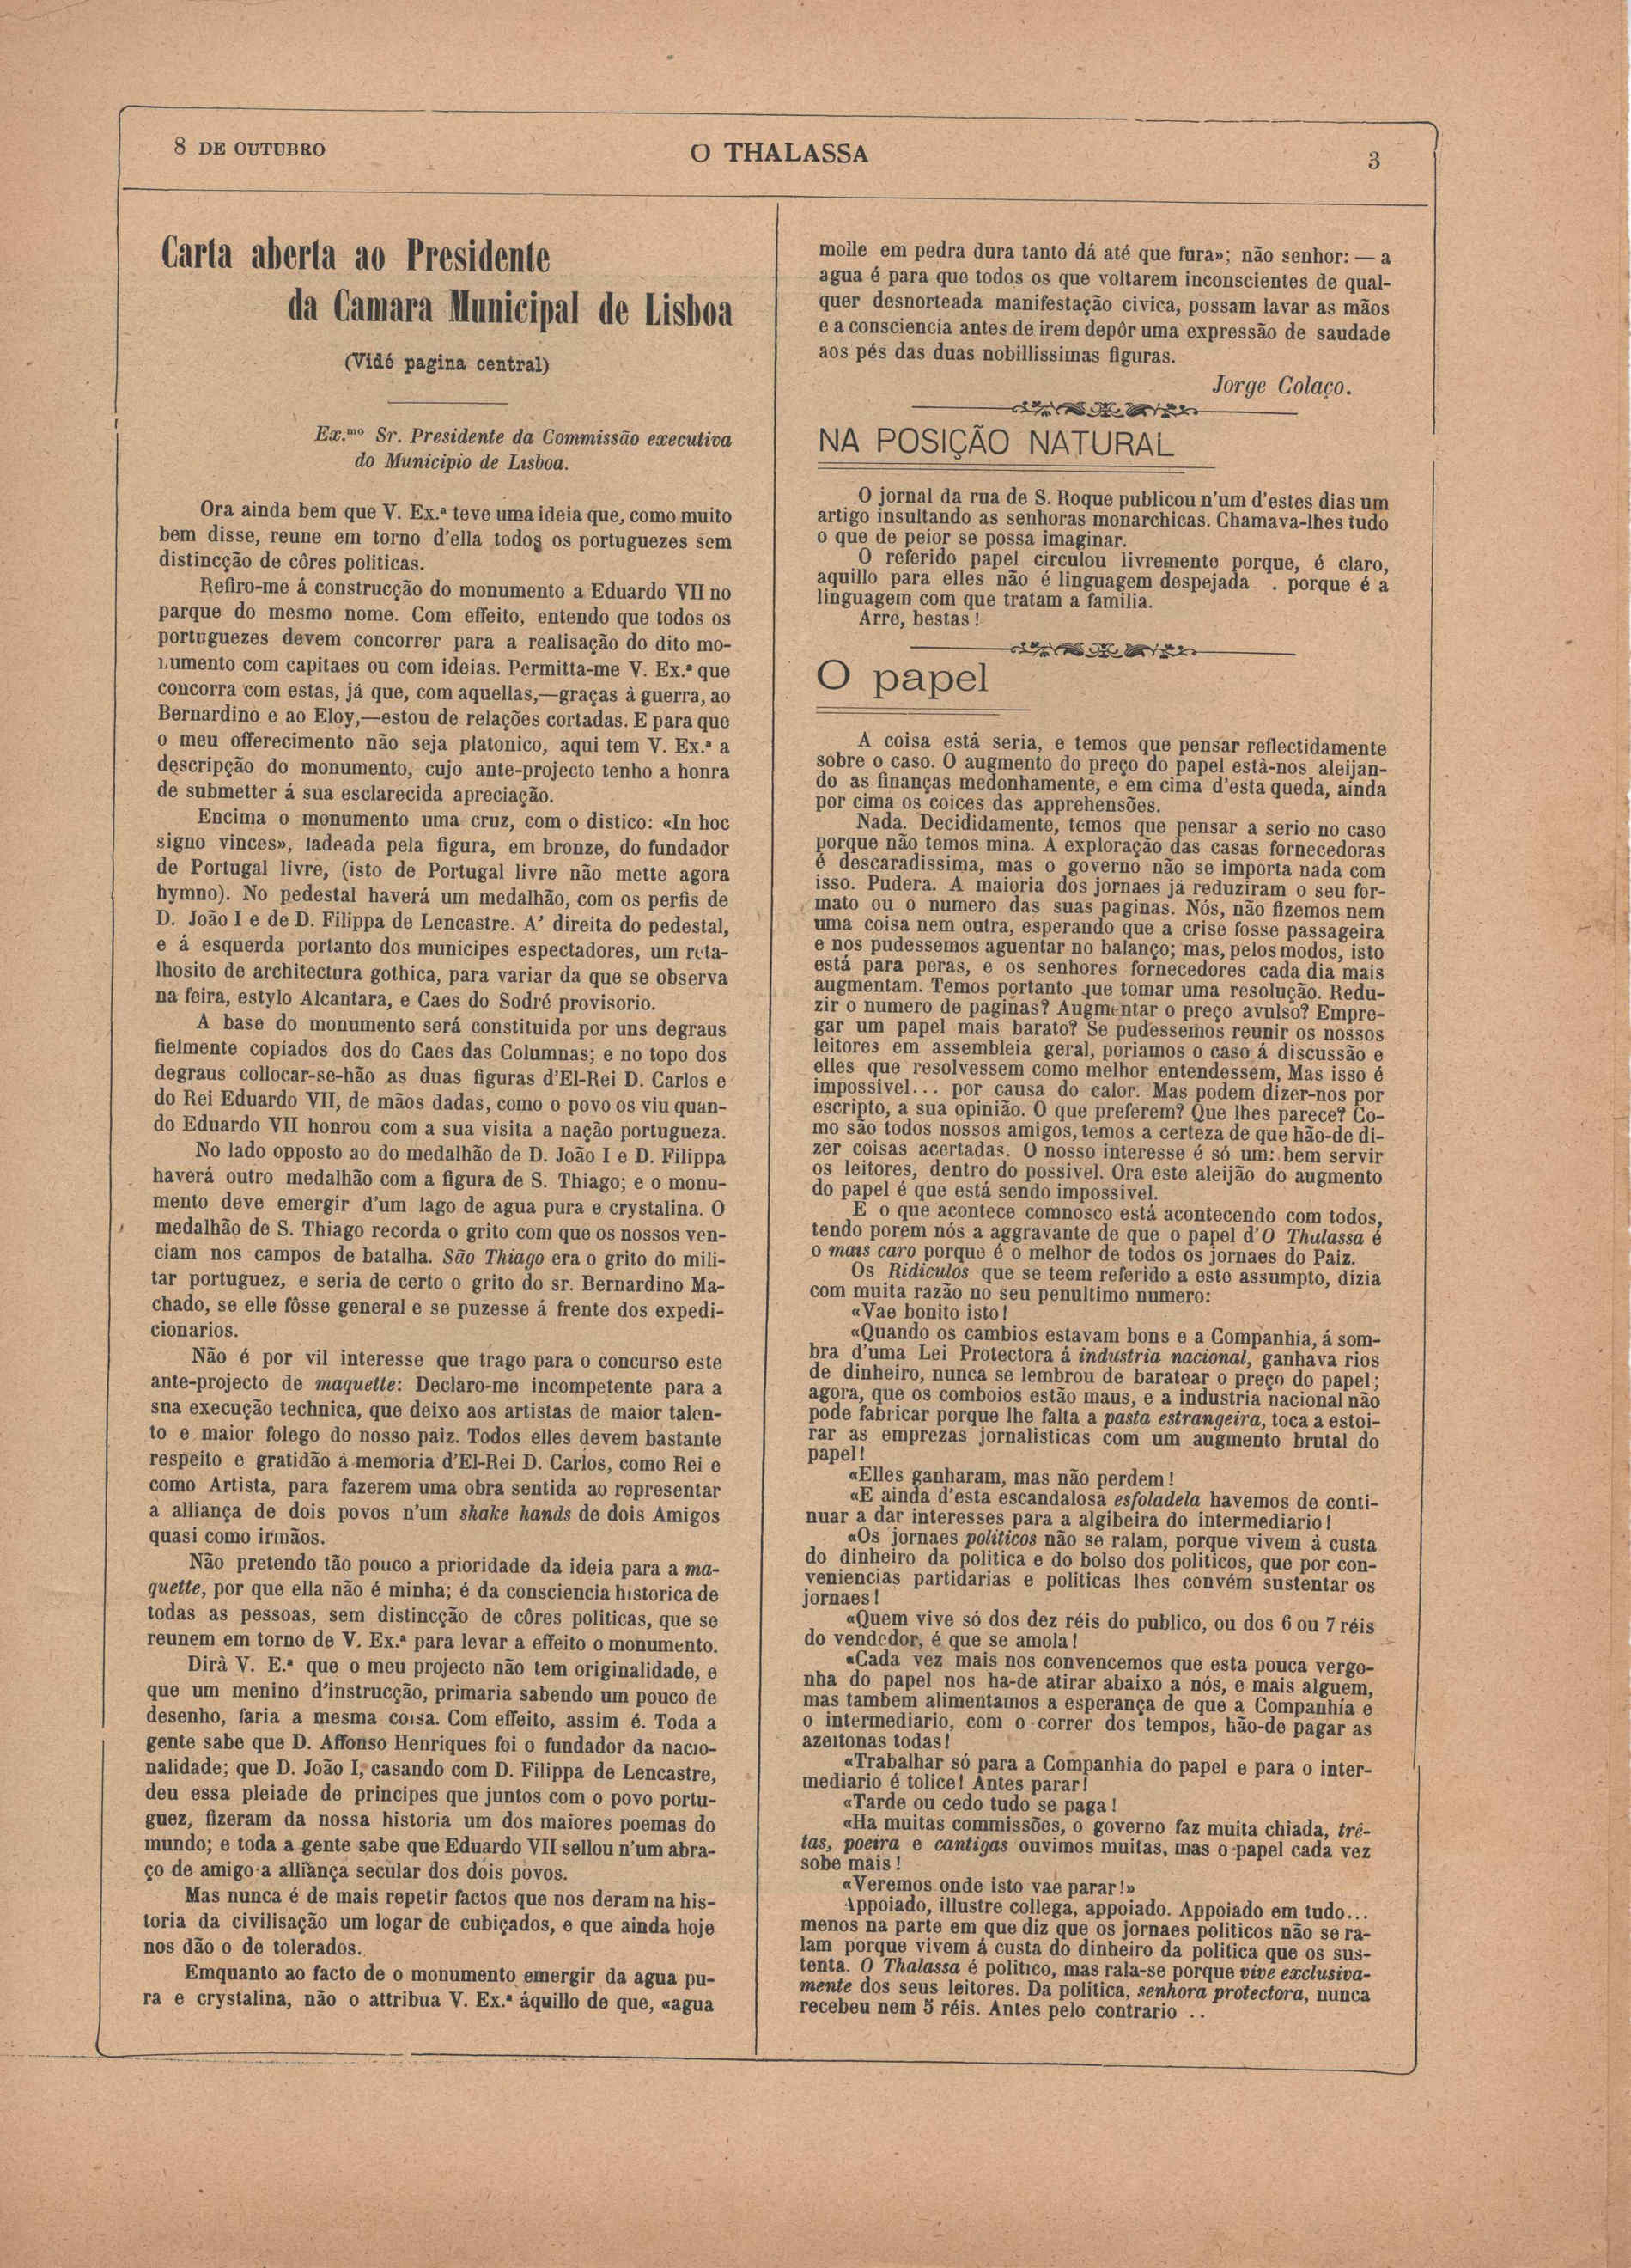 8 DE OUTUBRO
O THALASSA
3
Carta aberta ao Presidente
da Camara Municipal de Lisboa
(Vidé pagina central)
Ex.mo Sr. Presidente da Commissão executiva
do Municipio de Lisboa.
Ora ainda bem que V. Ex.ª teve uma ideia que, como muito
bem disse, reune em torno d'ella todos os portuguezes sem
distincção de côres politicas.
Refiro-me á construcção do monumento a Eduardo VII no
parque do mesmo nome. Com effeito, entendo que todos os
portuguezes devem concorrer para a realisação do dito mo-
numento com capitaes ou com ideias. Permitta-me V. Ex.ª que
concorra com estas, já que, com aquellas,—graças à guerra, ao
Bernardino e ao Eloy,—estou de relações cortadas. E para que
o meu offerecimento não seja platonico, aqui tem V. Ex.ª a
descripção do monumento, cujo ante-projecto tenho a honra
de submetter á sua esclarecida apreciação.
Encima o monumento uma cruz, com o distico: «In hoc
signo vinces», ladeada pela figura, em bronze, do fundador
de Portugal livre, (isto de Portugal livre não mette agora
hymno). No pedestal haverá um medalhão, com os perfis de
D. João I e de D. Filippa de Lencastre. A' direita do pedestal,
e á esquerda portanto dos municipes espectadores, um reta-
lhosito de architectura gothica, para variar da que se observa
na feira, estylo Alcantara, e Caes do Sodré provisorio.
A base do monumento será constituida por uns degraus
fielmente copiados dos do Caes das Columnas; e no topo dos
degraus collocar-se-hão as duas figuras d'El-Rei D. Carlos e
do Rei Eduardo VII, de mãos dadas, como o povo os viu quan-
do Eduardo VII honrou com a sua visita a nação portugueza.
No lado opposto ao do medalhão de D. João I e D. Filippa
haverá outro medalhão com a figura de S. Thiago; e o monu-
mento deve emergir d'um lago de agua pura e crystalina. O
medalhão de S. Thiago recorda o grito com que os nossos ven-
ciam nos campos de batalha. São Thiago era o grito do mili-
tar portuguez, e seria de certo o grito do sr. Bernardino Ma-
chado, se elle fôsse general e se puzesse á frente dos expedi-
cionarios.
Não é por vil interesse que trago para o concurso este
ante-projecto de maquette: Declaro-me incompetente para a
sna execução technica, que deixo aos artistas de maior talen-
to e maior folego do nosso paiz. Todos elles devem bastante
respeito e gratidão á memoria d'El-Rei D. Carlos, como Rei e
como Artista, para fazerem uma obra sentida ao representar
a alliança de dois povos n'um shake hands de dois Amigos
quasi como irmãos.
Não pretendo tão pouco a prioridade da ideia para a ma-
quette, por que ella não é minha; é da consciencia historica de
todas as pessoas, sem distincção de côres politicas, que se
reunem em torno de V. Ex.ª para levar a effeito o monumento.
Dirá V. E.ª que o meu projecto não tem originalidade, e
que um menino d'instrucção, primaria sabendo um pouco de
desenho, faria a mesma coisa. Com effeito, assim é. Toda a
gente sabe que D. Affonso Henriques foi o fundador da nacio-
nalidade; que D. João I, casando com D. Filippa de Lencastre,
deu essa pleiade de principes que juntos com o povo portu-
guez, fizeram da nossa historia um dos maiores poemas do
mundo; e toda a gente sabe que Eduardo VII sellou n'um abra-
ço de amigo a alliança secular dos dois povos.
Mas nunca é de mais repetir factos que nos deram na his-
toria da civilisação um logar de cubiçados, e que ainda hoje
nos dão o de tolerados.
Emquanto ao facto de o monumento emergir da agua pu-
ra e crystalina, não o attribua V. Ex.ª áquillo de que, «agua
molle em pedra dura tanto dá até que fura»; não senhor: — a
agua é para que todos os que voltarem inconscientes de qual-
quer desnorteada manifestação civica, possam lavar as mãos
e a consciencia antes de irem depôr uma expressão de saudade
aos pés das duas nobillissimas figuras.
Jorge Colaço.
NA POSIÇÃO NATURAL
O jornal da rua de S. Roque publicou n'um d'estes dias um
artigo insultando as senhoras monarchicas. Chamava-lhes tudo
o que de peior se possa imaginar.
O referido papel circulou livremento porque, é claro,
aquillo para elles não é linguagem despejada . . porque é a
linguagem com que tratam a familia.
Arre, bestas!
O papel
A coisa está seria, e temos que pensar reflectidamente
sobre o caso. O augmento do preço do papel está-nos aleijan-
do as finanças medonhamente, e em cima d'esta queda, ainda
por cima os coices das apprehensões.
Nada. Decididamente, temos que pensar a serio no caso
porque não temos mina. A exploração das casas fornecedoras
é descaradissima, mas o governo não se importa nada com
isso. Pudera. A maioria dos jornaes já reduziram o seu for-
mato ou o numero das suas paginas. Nós, não fizemos nem
uma coisa nem outra, esperando que a crise fosse passageira
e nos pudessemos aguentar no balanço; mas, pelos modos, isto
está para peras, e os senhores fornecedores cada dia mais
augmentam. Temos portanto que tomar uma resolução. Redu-
zir o numero de paginas? Augmentar o preço avulso? Empre-
gar um papel mais barato? Se pudessemos reunir os nossos
leitores em assembleia geral, poriamos o caso á discussão e
elles que resolvessem como melhor entendessem, Mas isso é
impossivel... por causa do calor. Mas podem dizer-nos por
escripto, a sua opinião. O que preferem? Que lhes parece? Co-
mo são todos nossos amigos, temos a certeza de que hão-de di-
zer coisas acertadas. O nosso interesse é só um: bem servir
os leitores, dentro do possivel. Ora este aleijão do augmento
do papel é que está sendo impossivel.
E o que acontece comnosco está acontecendo com todos,
tendo porem nós a aggravante de que o papel d'O Thalassa é
o mais caro porque é o melhor de todos os jornaes do Paiz.
Os Ridiculos que se teem referido a este assumpto, dizia
com muita razão no seu penultimo numero:
«Vae bonito isto!
«Quando os cambios estavam bons e a Companhia, á som-
bra d'uma Lei Protectora á industria nacional, ganhava rios
de dinheiro, nunca se lembrou de baratear o preço do papel;
agora, que os comboios estão maus, e a industria nacional não
pode fabricar porque lhe falta a pasta estrangeira, toca a estoi-
rar as emprezas jornalisticas com um augmento brutal do
papel!
«Elles ganharam, mas não perdem!
«E ainda d'esta escandalosa esfoladela havemos de conti-
nuar a dar interesses para a algibeira do intermediario!
«Os jornaes politicos não se ralam, porque vivem á custa
do dinheiro da politica e do bolso dos politicos, que por con-
veniencias partidarias e politicas lhes convém sustentar os
jornaes!
«Quem vive só dos dez réis do publico, ou dos 6 ou 7 réis
do vendedor, é que se amola!
«Cada vez mais nos convencemos que esta pouca vergo-
nha do papel nos ha-de atirar abaixo a nós, e mais alguem,
mas tambem alimentamos a esperança de que a Companhia e
o intermediario, com o correr dos tempos, hão-de pagar as
azeitonas todas!
«Trabalhar só para a Companhia do papel e para o inter-
mediario é tolice! Antes parar!
«Tarde ou cedo tudo se paga!
«Ha muitas commissões, o governo faz muita chiada, tré-
tas, poeira e cantigas ouvimos muitas, mas o papel cada vez
sobe mais!
«Veremos onde isto vae parar!»
Appoiado, illustre collega, appoiado. Appoiado em tudo...
menos na parte em que diz que os jornaes politicos não se ra-
lam porque vivem á custa do dinheiro da politica que os sus-
tenta. O Thalassa é politico, mas rala-se porque vive exclusiva-
mente dos seus leitores. Da politica, senhora protectora, nunca
recebeu nem 5 réis. Antes pelo contrario . .